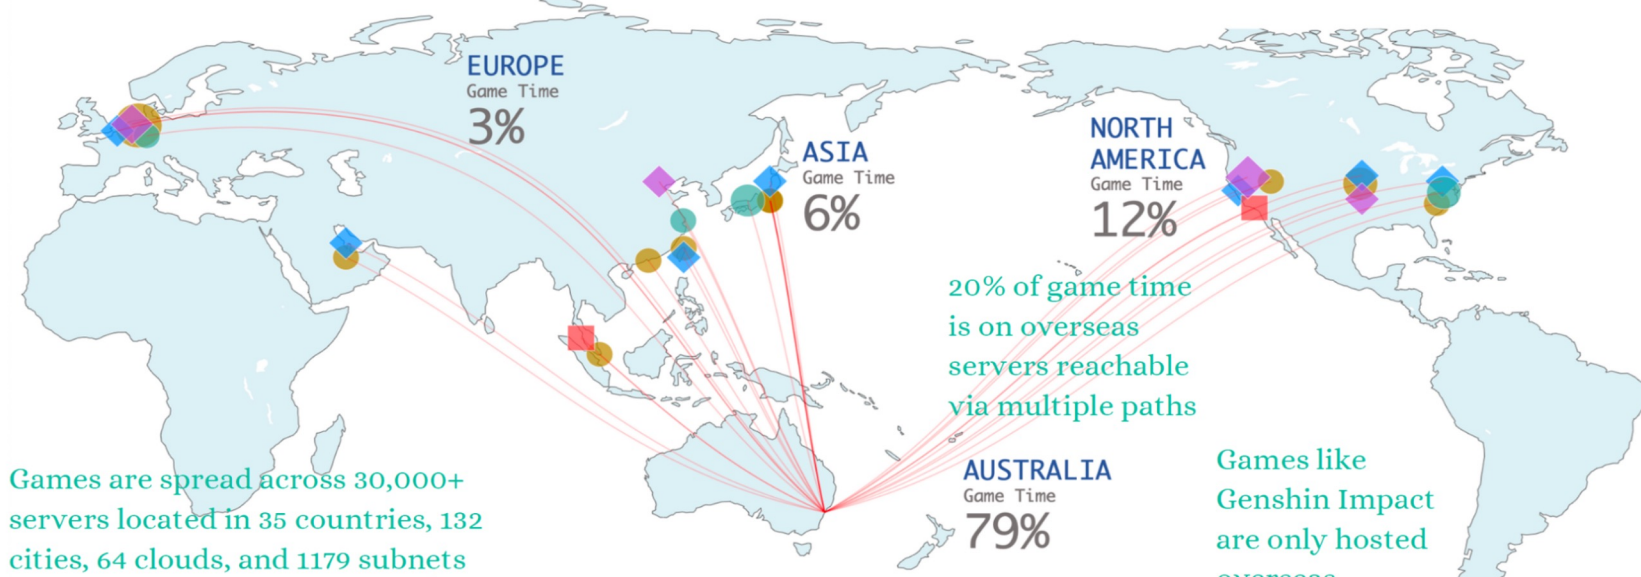 EUROPE
Game Time
3%
ASIA
Game Time
6%
NORTH
AMERICA
Game Time
12%
20% of game time
is on overseas
servers reachable
via multiple paths
AUSTRALIA
Game Time
79%
Games are spread across 30,000+
servers located in 35 countries, 132
cities, 64 clouds, and 1179 subnets
Games like
Genshin Impact
are only hosted